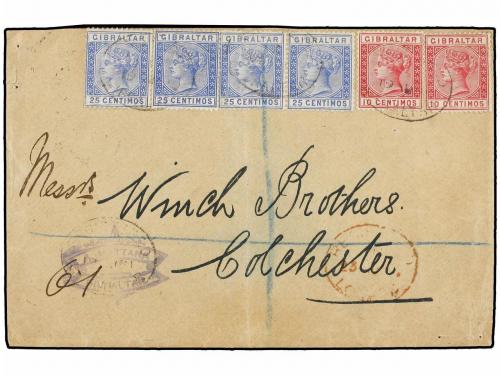 GIBRALTAR GIBRALTAR GIBRALTAR GIBRALTAR GIBRALTAR GIBRALTAR
25 CENTIMOS 25 CENTIMOS 25 CENTIMOS 25 CENTIMOS 10 CENTIMOS 10 CENTIMOS
Messrs Winch Brothers.
Colchester